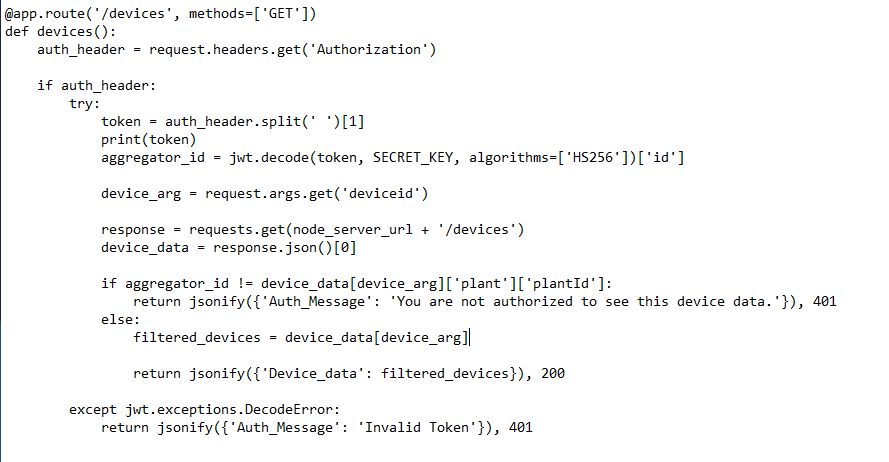 @app.route('/devices', methods=['GET'])
def devices():
    auth_header = request.headers.get('Authorization')

    if auth_header:
        try:
            token = auth_header.split(' ')[1]
            print(token)
            aggregator_id = jwt.decode(token, SECRET_KEY, algorithms=['HS256'])['id']

            device_arg = request.args.get('deviceid')

            response = requests.get(node_server_url + '/devices')
            device_data = response.json()[0]

            if aggregator_id != device_data[device_arg]['plant']['plantId']:
                return jsonify({'Auth_Message': 'You are not authorized to see this device data.'}), 401
            else:
                filtered_devices = device_data[device_arg]

                return jsonify({'Device_data': filtered_devices}), 200

        except jwt.exceptions.DecodeError:
            return jsonify({'Auth_Message': 'Invalid Token'}), 401